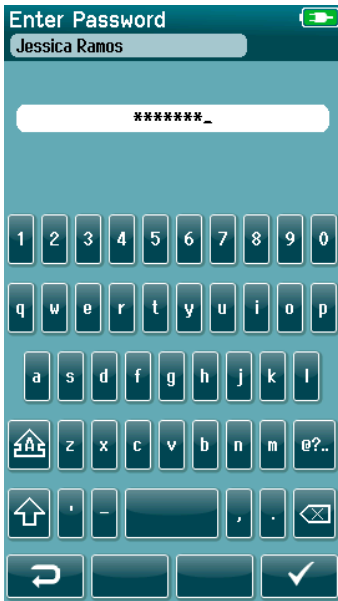 Enter Password
Jessica Ramos
*******_
1 2 3 4 5 6 7 8 9 0
q w e r t y u i o p
a s d f g h j k l
A z x c v b n m @?..
' - , .